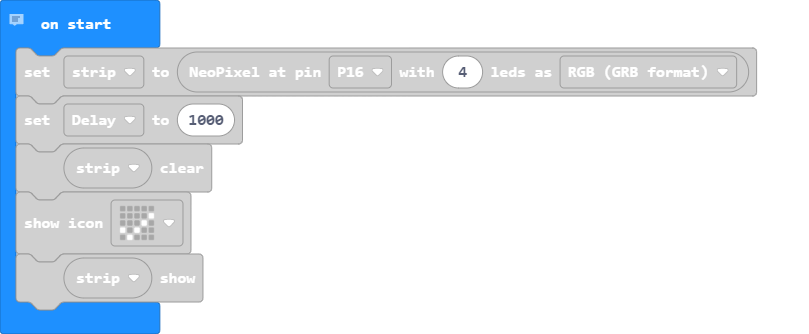 on start
set strip to NeoPixel at pin P16 with 4 leds as RGB (GRB format)
set Delay to 1000
strip clear
show icon
strip show